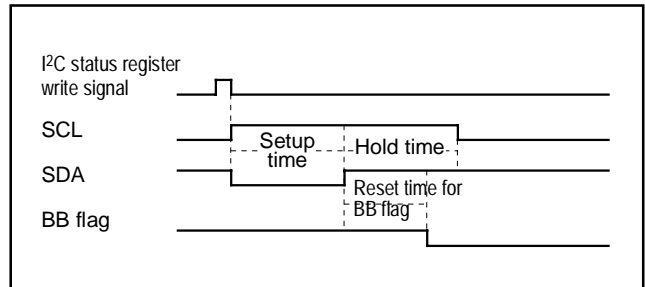 I2C status register
write signal
SCL
Setup
time
Hold time
SDA
Reset time for
BB flag
BB flag